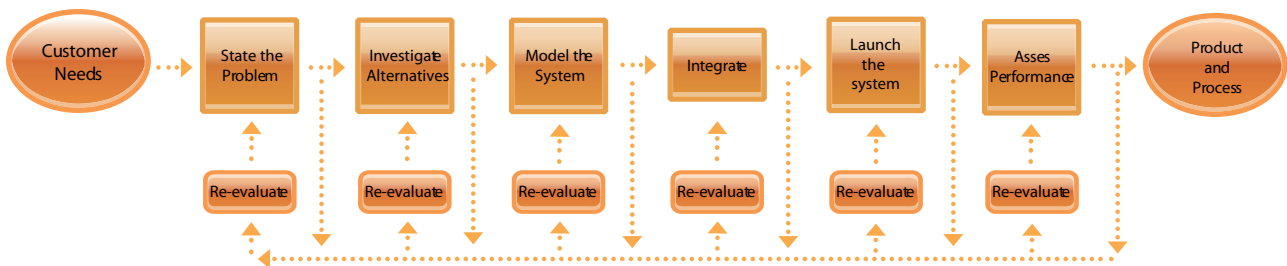 Customer
Needs
State the
Problem
Investigate
Alternatives
Model the
System
Integrate
Launch
the
system
Asses
Performance
Product
and
Process
Re-evaluate
Re-evaluate
Re-evaluate
Re-evaluate
Re-evaluate
Re-evaluate